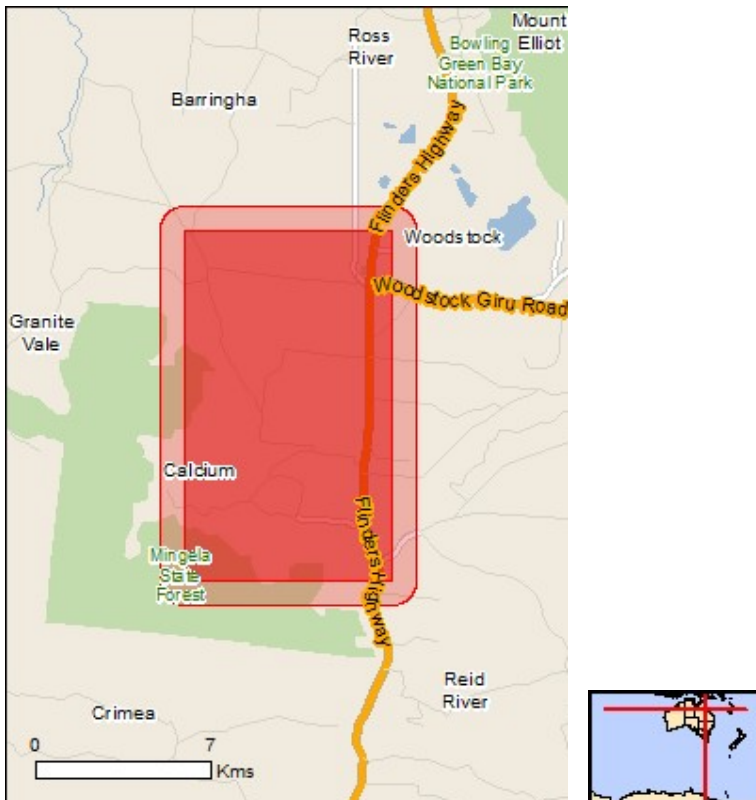 Mount
Elliot
Ross
River
Bowling
Green Bay
National Park
Barringha
Flinders Highway
Woodstock
Woodstock Giru Road
Granite
Vale
Calcium
Flinders Highway
Mingela
State
Forest
Reid
River
Crimea
0 7
Kms